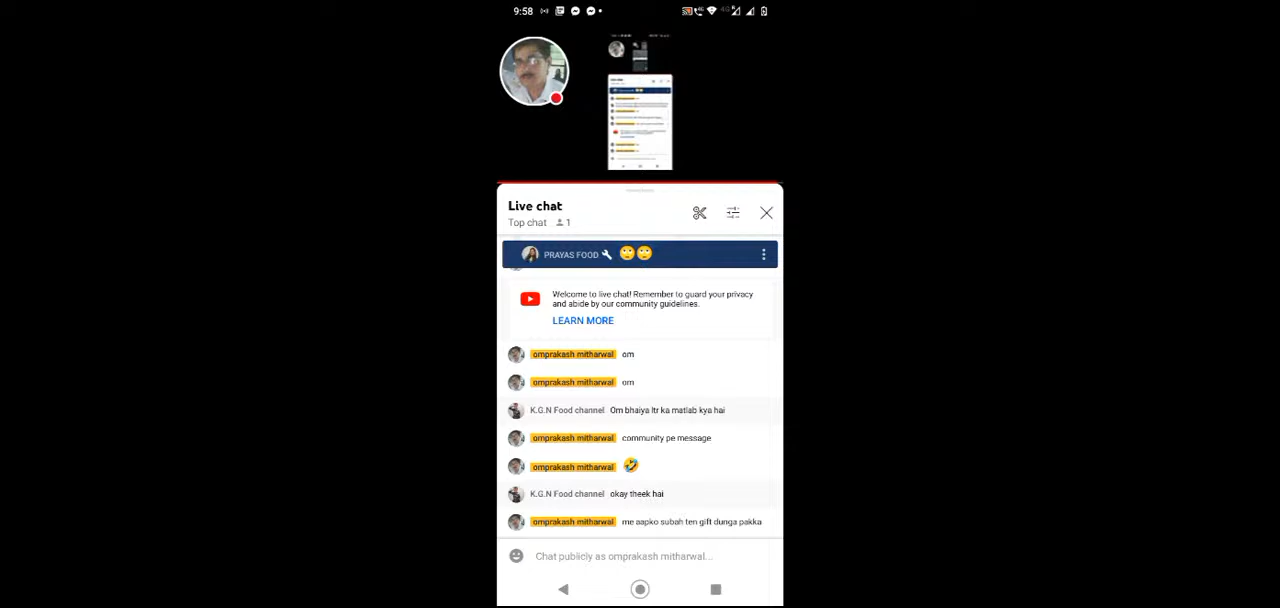 9:58
Live chat
Top chat 1
PRAYAS FOOD 🔧 🙄🙄
Welcome to live chat! Remember to guard your privacy
and abide by our community guidelines.
LEARN MORE
omprakash mitharwal om
omprakash mitharwal om
K.G.N Food channel Om bhaiya ltr ka matlab kya hai
omprakash mitharwal community pe message
omprakash mitharwal 🤣
K.G.N Food channel okay theek hai
omprakash mitharwal me aapko subah ten gift dunga pakka
Chat publicly as omprakash mitharwal...